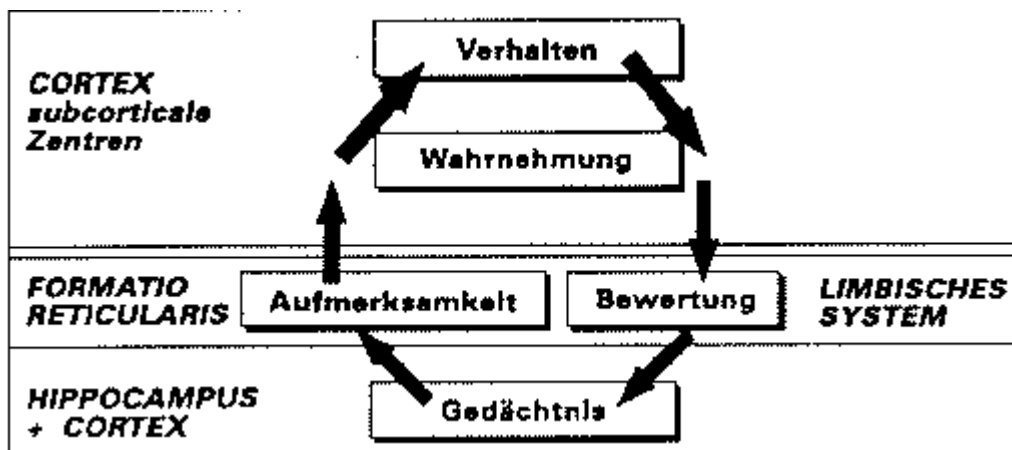 Verhalten
CORTEX
subcorticale
Zentren
Wahrnehmung
FORMATIO
RETICULARIS
Aufmerksamkeit
Bewertung
LIMBISCHES
SYSTEM
HIPPOCAMPUS
+ CORTEX
Gedächtnis